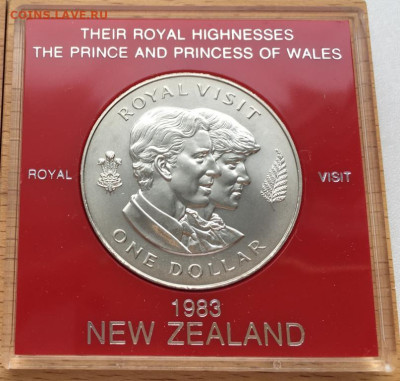 COINS.LAVE.RU
THEIR ROYAL HIGHNESSES
THE PRINCE AND PRINCESS OF WALES
ROYAL VISIT
ROYAL
VISIT
ONE DOLLAR
1983
NEW ZEALAND